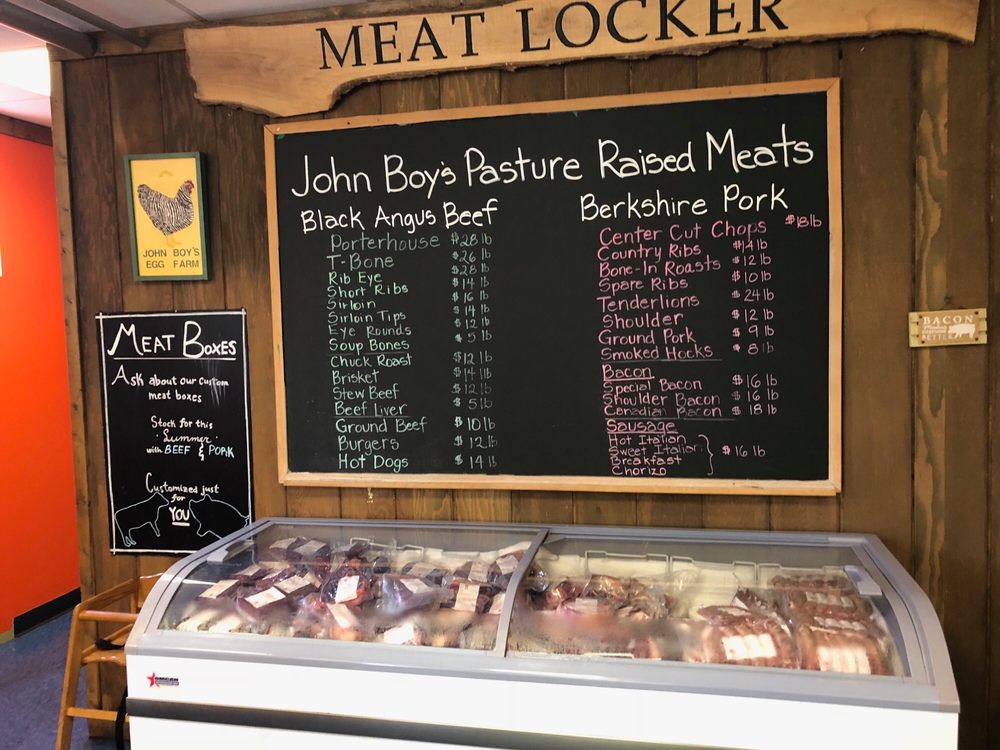 MEAT LOCKER
John Boy's Pasture Raised Meats
Black Angus Beef
Porterhouse $28 lb
T-Bone $26 lb
Rib Eye $28 lb
Short Ribs $14 lb
Sirloin $16 lb
Sirloin Tips $14 lb
Eye Rounds $12 lb
Soup Bones $5 lb
Chuck Roast $12 lb
Brisket $14 lb
Stew Beef $12 lb
Beef Liver $5 lb
Ground Beef $10 lb
Burgers $12 lb
Hot Dogs $14 lb
Berkshire Pork
Center Cut Chops $18 lb
Country Ribs $14 lb
Bone-In Roasts $12 lb
Spare Ribs $10 lb
Tenderlions $24 lb
Shoulder $12 lb
Ground Pork $9 lb
Smoked Hocks $8 lb
Bacon
Special Bacon $16 lb
Shoulder Bacon $16 lb
Canadian Bacon $18 lb
Sausage
Hot Italian
Sweet Italian $16 lb
Breakfast
Chorizo
JOHN BOY'S
EGG FARM
MEAT BOXES
Ask about our custom
meat boxes
Stock for this
Summer
with BEEF & PORK
Customized just
for
YOU
BACON
Makes
BETTER
OMCAN